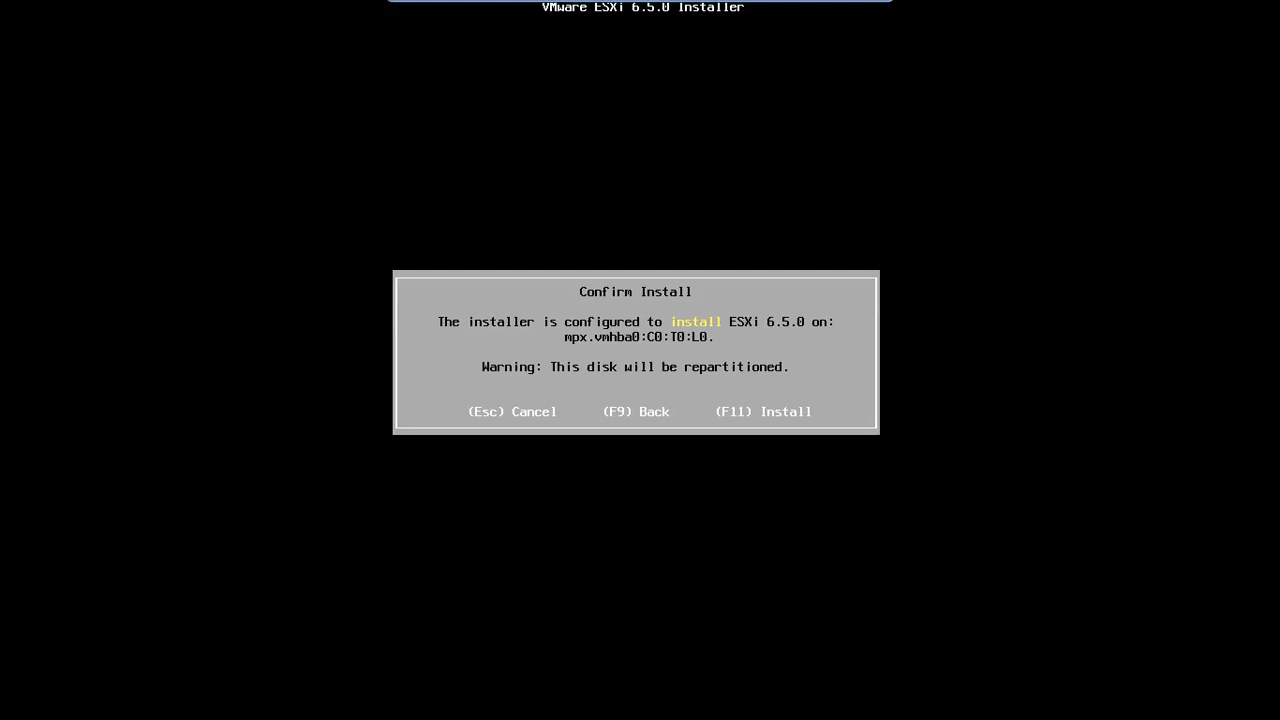 VMware ESXi 6.5.0 Installer
Confirm Install
The installer is configured to install ESXi 6.5.0 on:
mpx.vmhba0:C0:T0:L0.
Warning: This disk will be repartitioned.
(Esc) Cancel (F9) Back (F11) Install